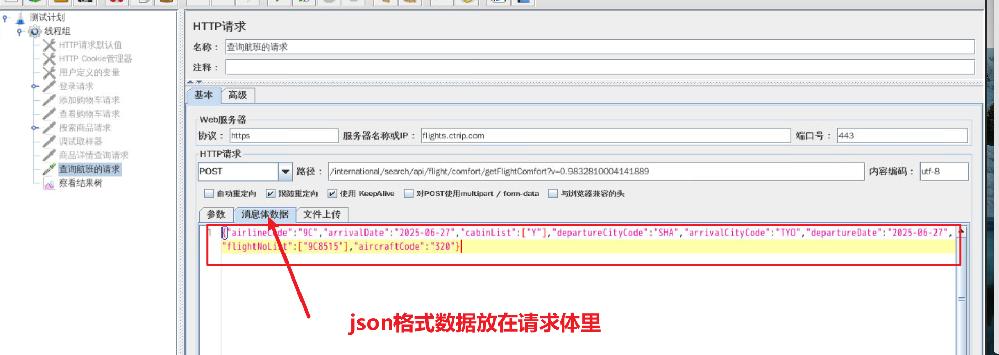 测试计划
线程组
HTTP请求默认值
HTTP Cookie管理器
用户定义的变量
登录请求
添加购物车请求
查看购物车请求
搜索商品请求
调试取样器
商品详情查询请求
查询航班的请求
察看结果树
HTTP请求
名称： 查询航班的请求
注释：
基本 高级
Web服务器
协议： https 服务器名称或IP： flights.ctrip.com 端口号： 443
HTTP请求
POST 路径： /international/search/api/flight/comfort/getFlightComfort?v=0.9832810004141889 内容编码： utf-8
自动重定向 跟随重定向 使用 KeepAlive 对POST使用multipart / form-data 与浏览器兼容的头
参数 消息体数据 文件上传
1 {"airlineCode":"9C","arrivalDate":"2025-06-27","cabinList":["Y"],"departureCityCode":"SHA","arrivalCityCode":"TYO","departureDate":"2025-06-27",
"flightNoList":["9C8515"],"aircraftCode":"320"}
json格式数据放在请求体里